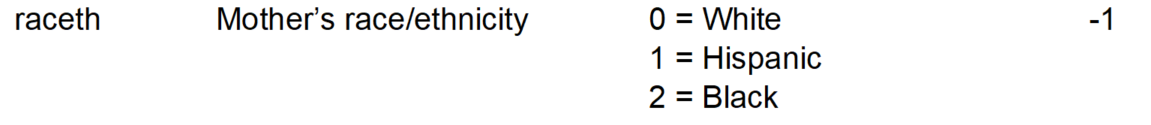 raceth Mother’s race/ethnicity 0 = White -1
1 = Hispanic
2 = Black